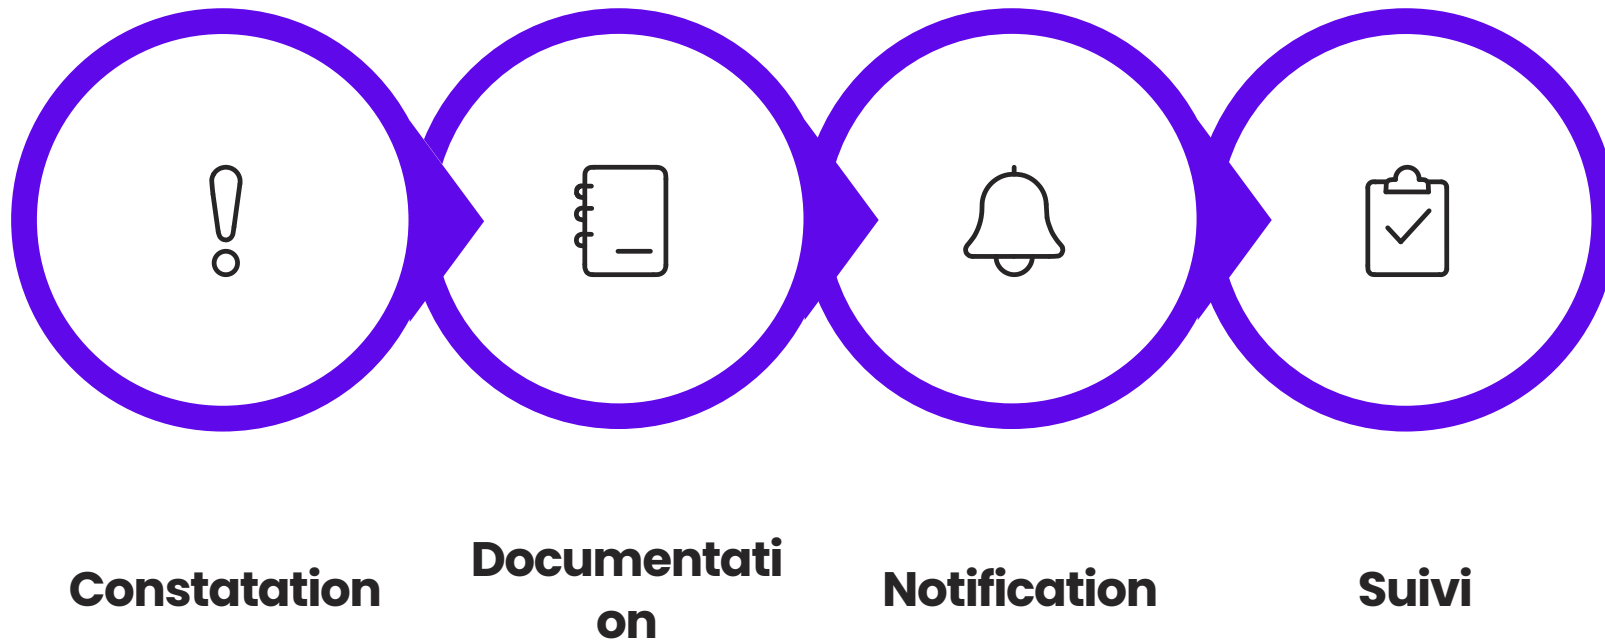 Constatation
Documentati
on
Notification
Suivi